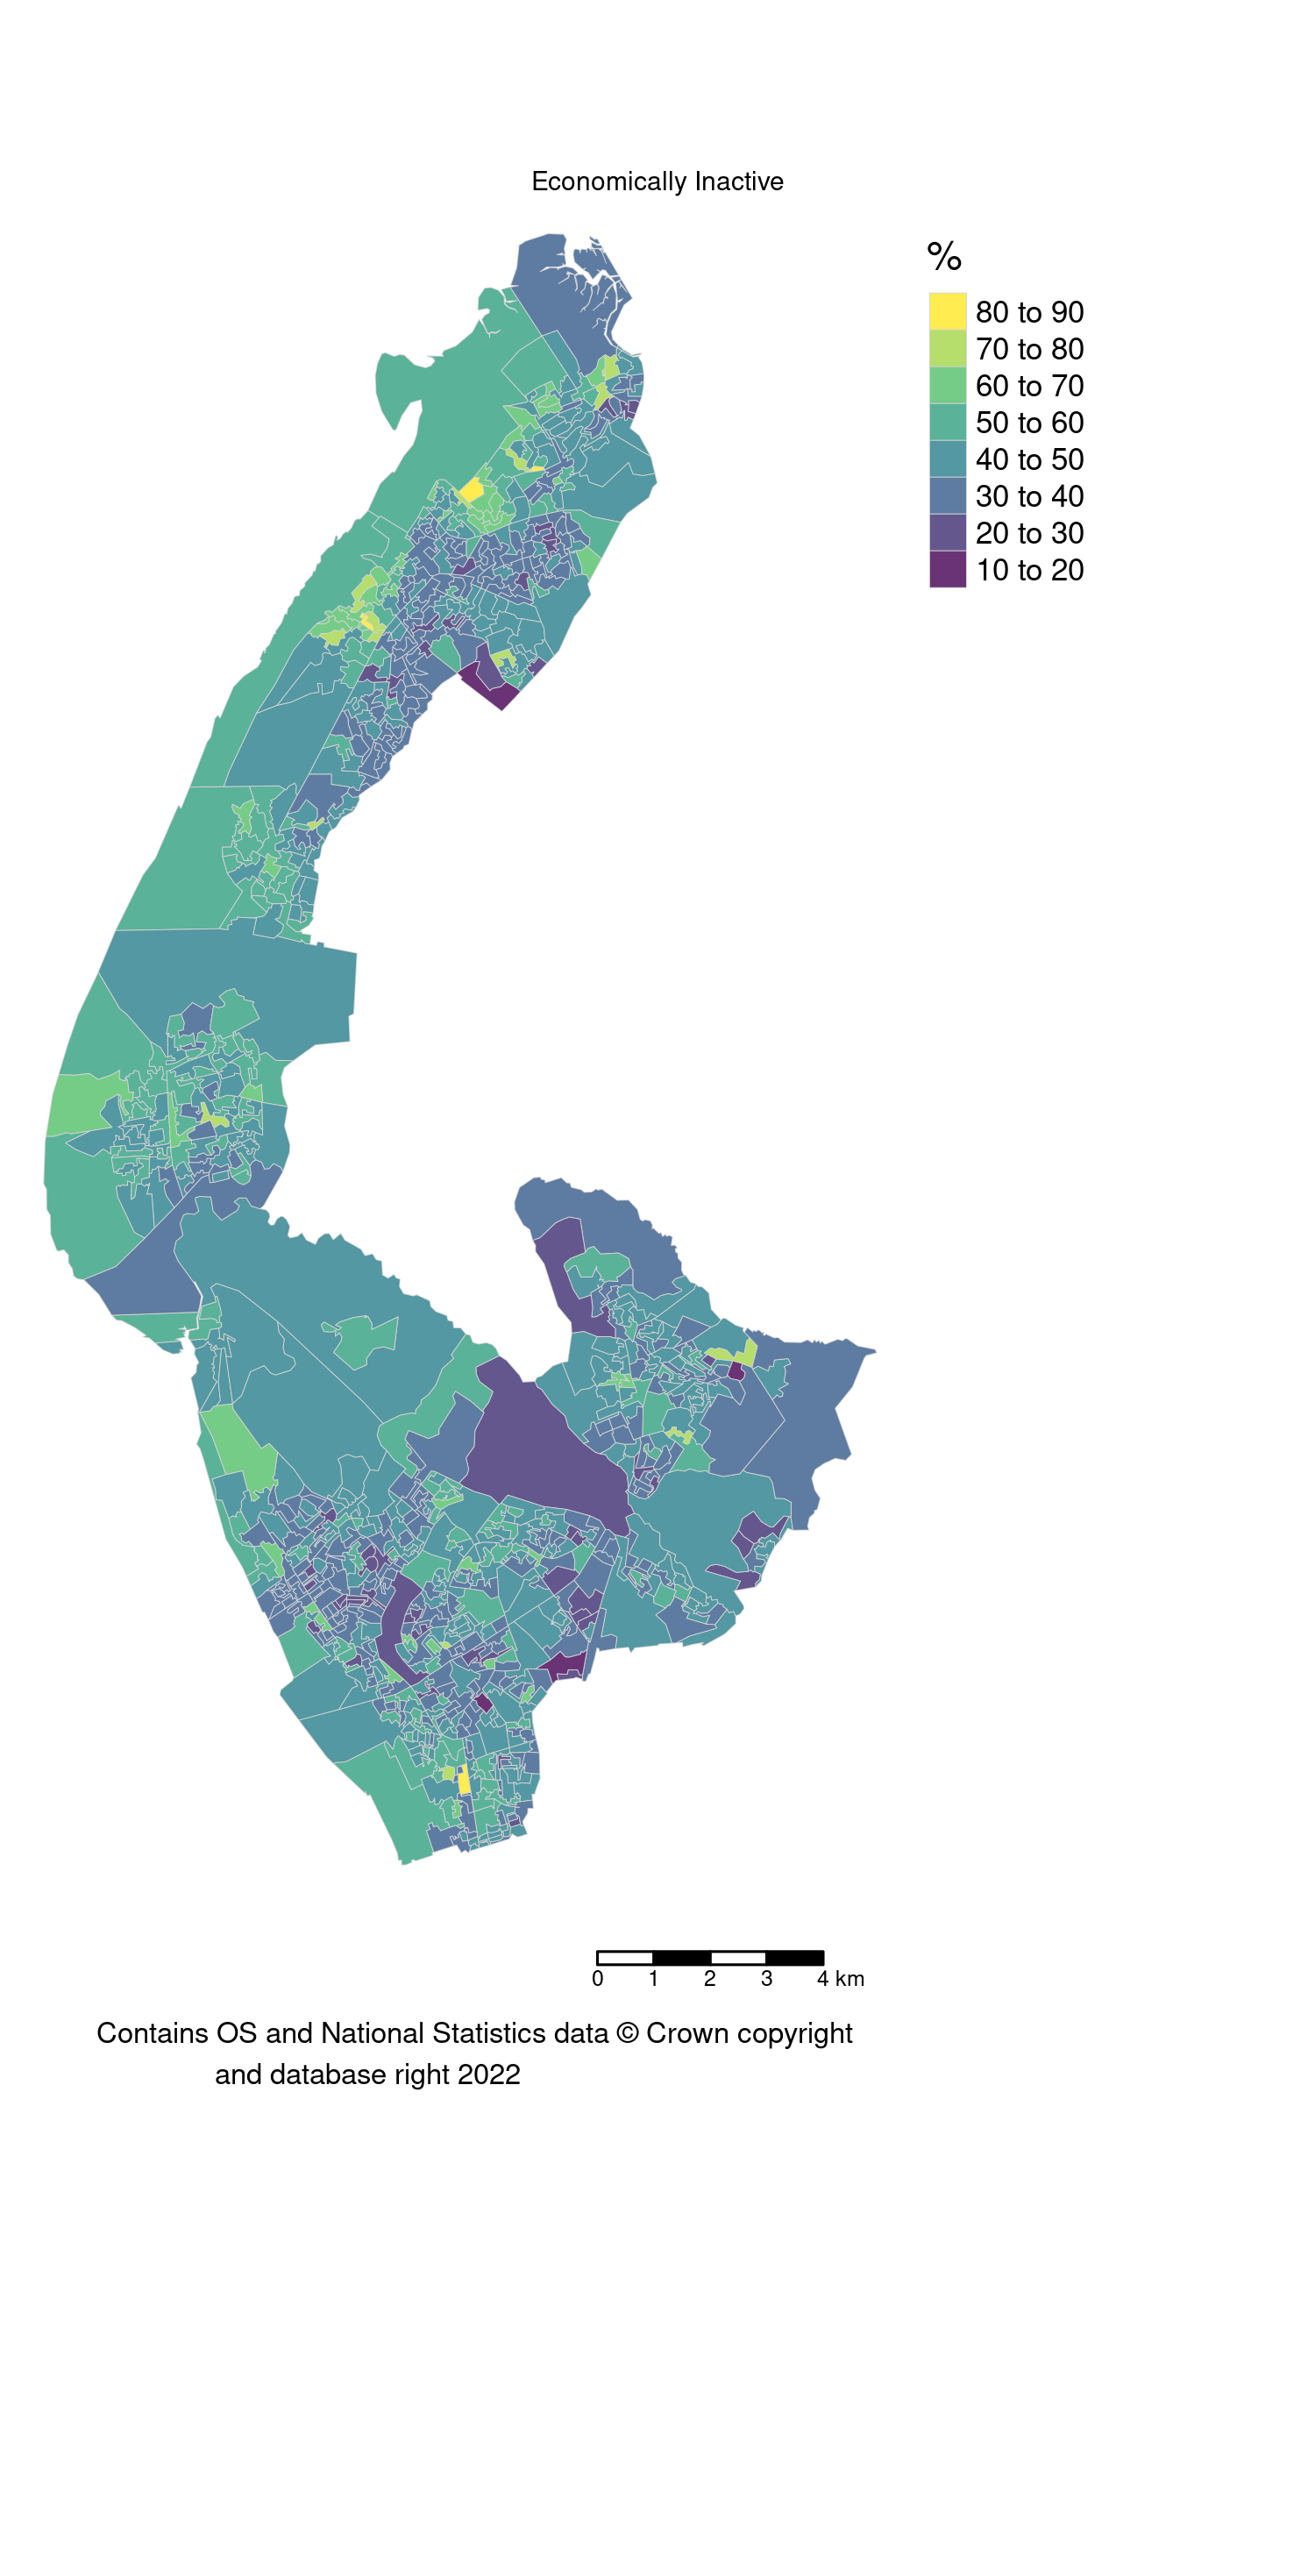 Economically Inactive
%
80 to 90
70 to 80
60 to 70
50 to 60
40 to 50
30 to 40
20 to 30
10 to 20
0 1 2 3 4 km
Contains OS and National Statistics data © Crown copyright
and database right 2022